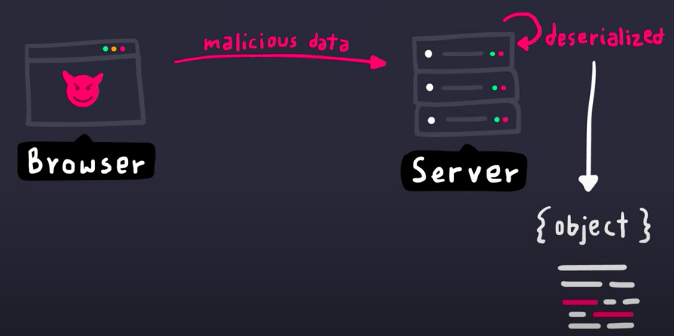 malicious data
deserialized
Browser
Server
{object}